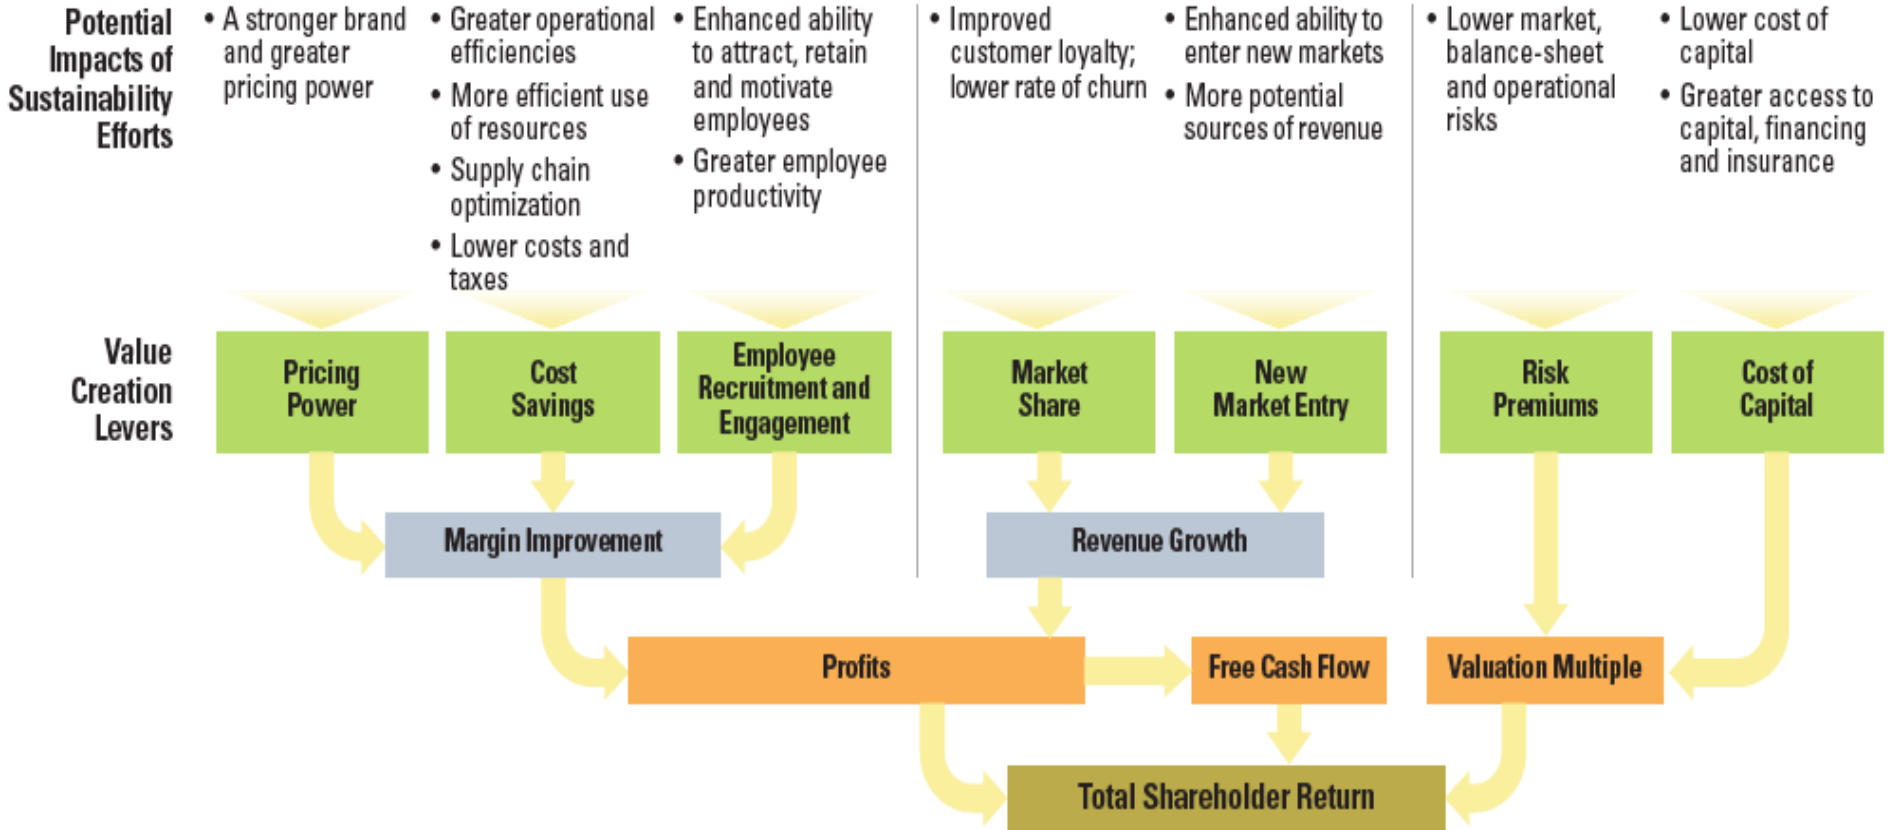 Potential
Impacts of
Sustainability
Efforts
• A stronger brand
and greater
pricing power
• Greater operational
efficiencies
• More efficient use
of resources
• Supply chain
optimization
• Lower costs and
taxes
• Enhanced ability
to attract, retain
and motivate
employees
• Greater employee
productivity
• Improved
customer loyalty;
lower rate of churn
• Enhanced ability to
enter new markets
• More potential
sources of revenue
• Lower market,
balance-sheet
and operational
risks
• Lower cost of
capital
• Greater access to
capital, financing
and insurance
Value
Creation
Levers
Pricing
Power
Cost
Savings
Employee
Recruitment and
Engagement
Market
Share
New
Market Entry
Risk
Premiums
Cost of
Capital
Margin Improvement
Revenue Growth
Profits
Free Cash Flow
Valuation Multiple
Total Shareholder Return